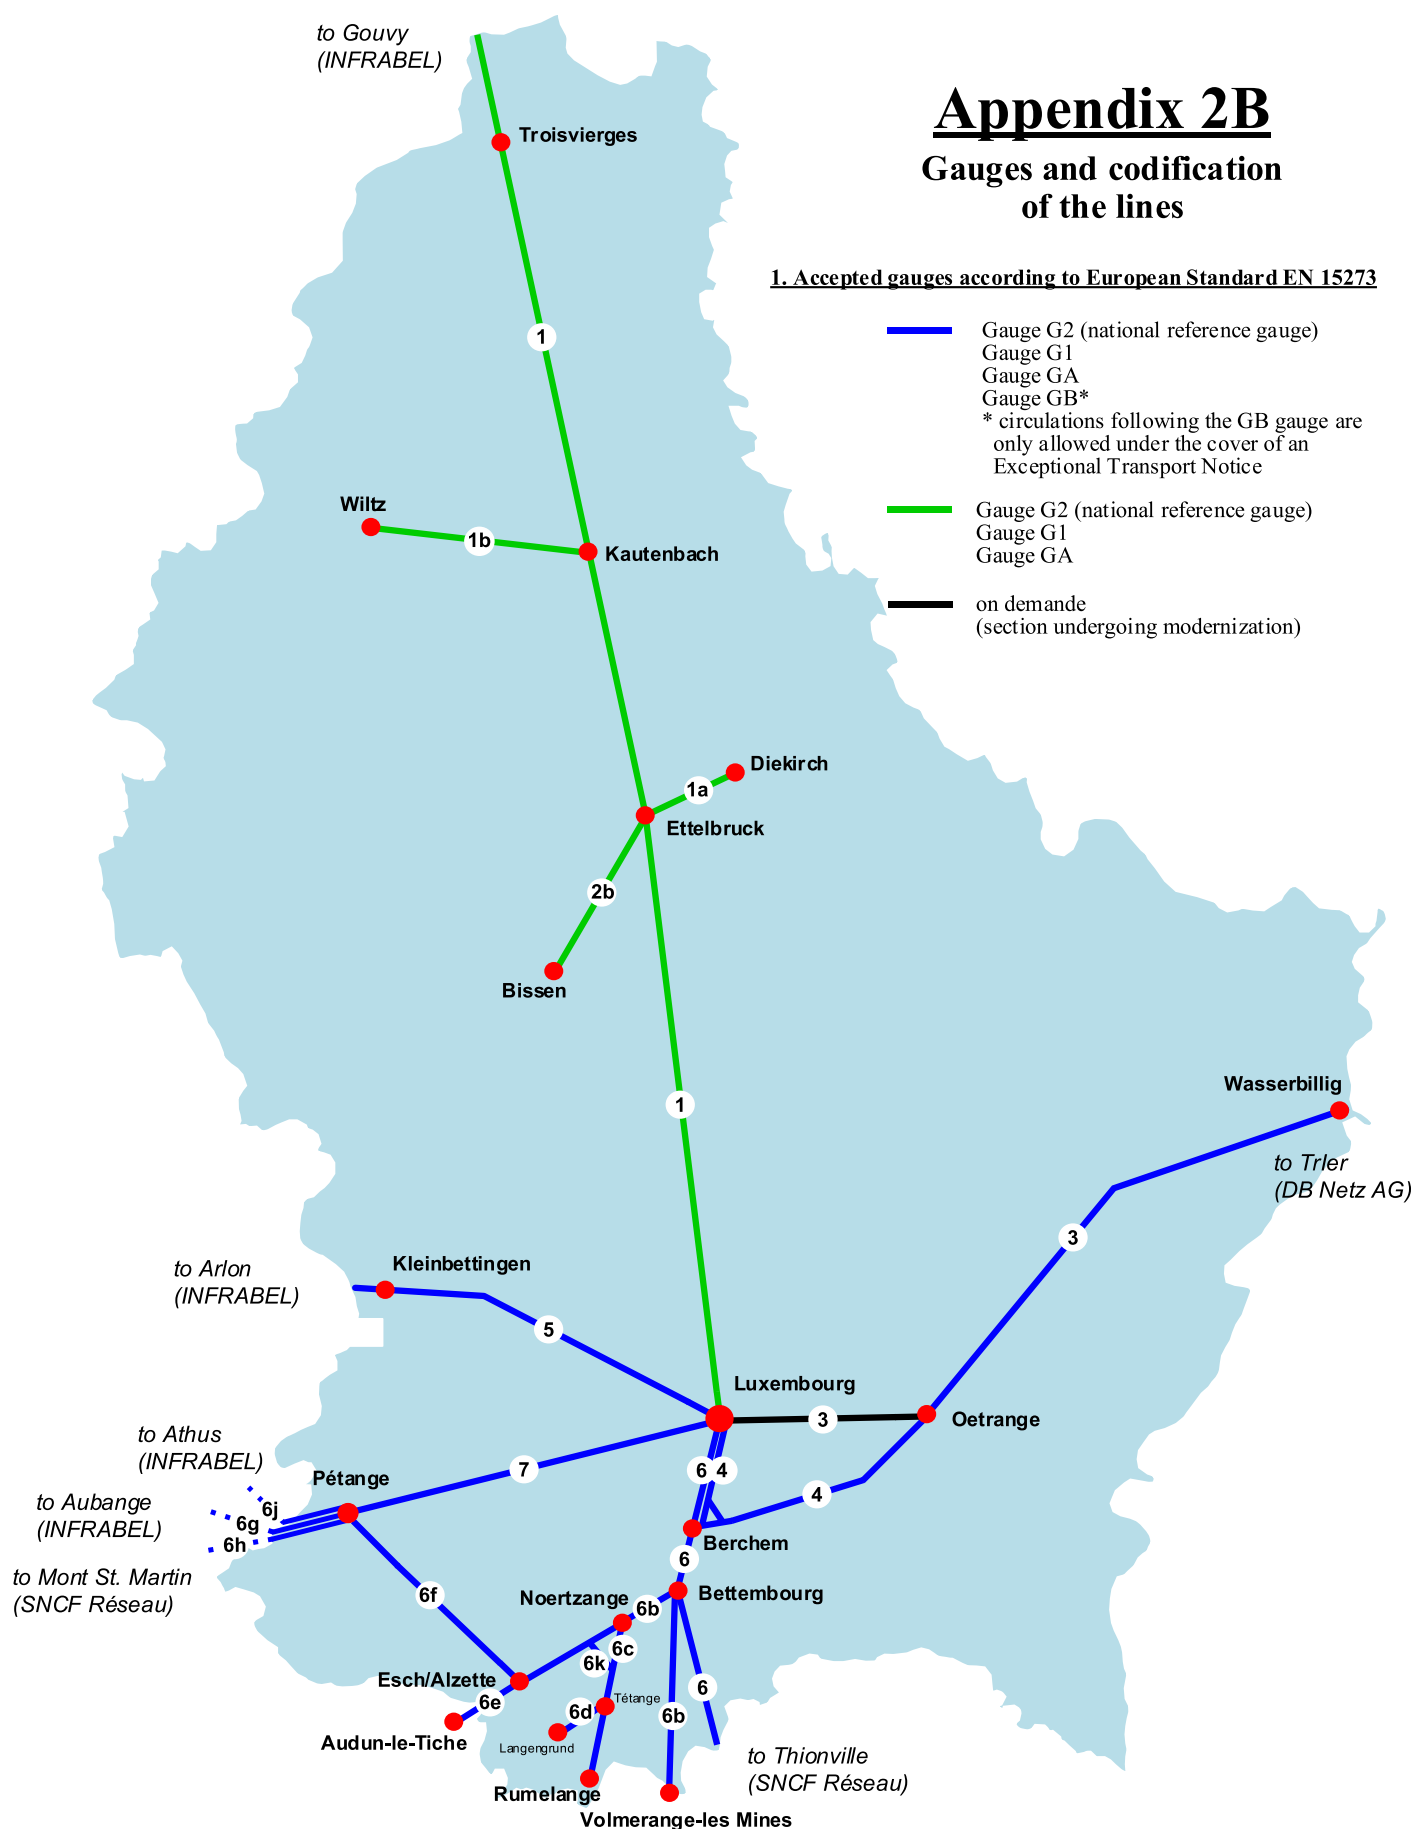 to Gouvy
(INFRABEL)
Appendix 2B
Gauges and codification
of the lines
Troisvierges
1. Accepted gauges according to European Standard EN 15273
Gauge G2 (national reference gauge)
Gauge G1
Gauge GA
Gauge GB*
* circulations following the GB gauge are
only allowed under the cover of an
Exceptional Transport Notice
Gauge G2 (national reference gauge)
Gauge G1
Gauge GA
on demande
(section undergoing modernization)
1
Wiltz
1b
Kautenbach
Diekirch
1a
Ettelbruck
2b
Bissen
1
Wasserbillig
to TrIer
(DB Netz AG)
3
Kleinbettingen
to Arlon
(INFRABEL)
5
Luxembourg
3
Oetrange
to Athus
(INFRABEL)
7
6
4
Pétange
4
to Aubange
(INFRABEL)
6j
6g
6h
Berchem
6
to Mont St. Martin
(SNCF Réseau)
6f
Noertzange
6b
Bettembourg
6c
6k
Esch/Alzette
6
6e
Tétange
6d
6b
Audun-le-Tiche
Langengrund
to Thionville
(SNCF Réseau)
Rumelange
Volmerange-les Mines